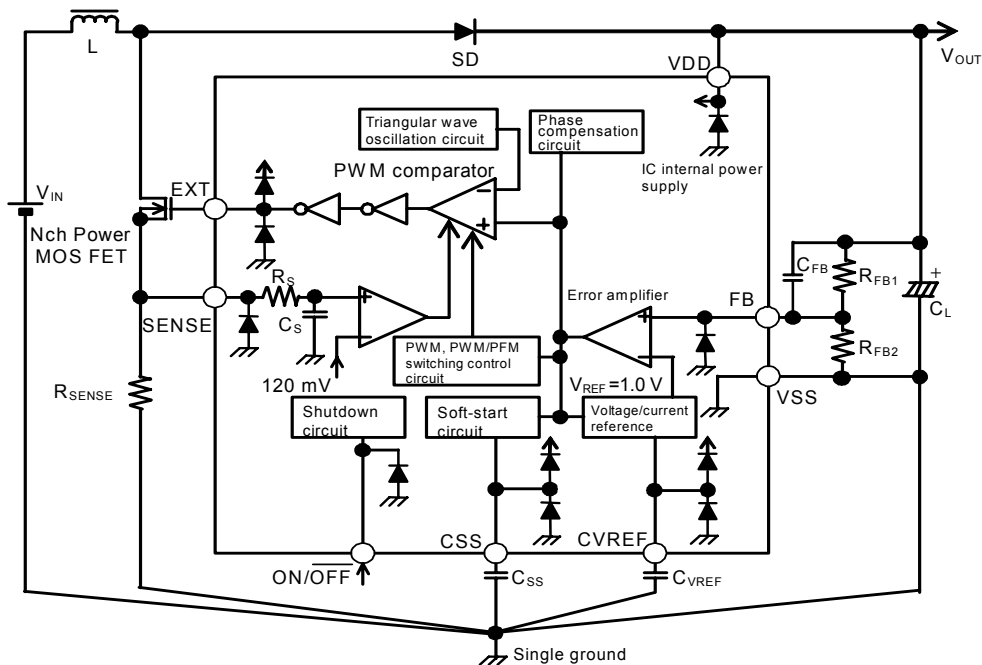 L
SD
VOUT
VDD
Triangular wave
oscillation circuit
Phase
compensation
circuit
PWM comparator
IC internal power
supply
VIN
EXT
Nch Power
MOS FET
−
+
CFB
RFB1
+
CL
RS
Error amplifier
FB
SENSE
CS
+
−
+
−
RFB2
PWM, PWM/PFM
switching control
circuit
VREF=1.0 V
VSS
120 mV
RSENSE
Shutdown
circuit
Soft-start
circuit
Voltage/current
reference
CSS
CVREF
ON/OFF
CSS
CVREF
Single ground